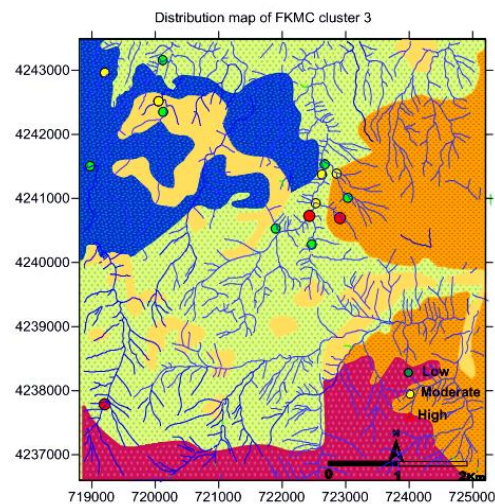 Distribution map of FKMC cluster 3
4243000
4242000
4241000
4240000
4239000
4238000
4237000
Low
Moderate
High
N
0 1 2Km
719000 720000 721000 722000 723000 724000 725000